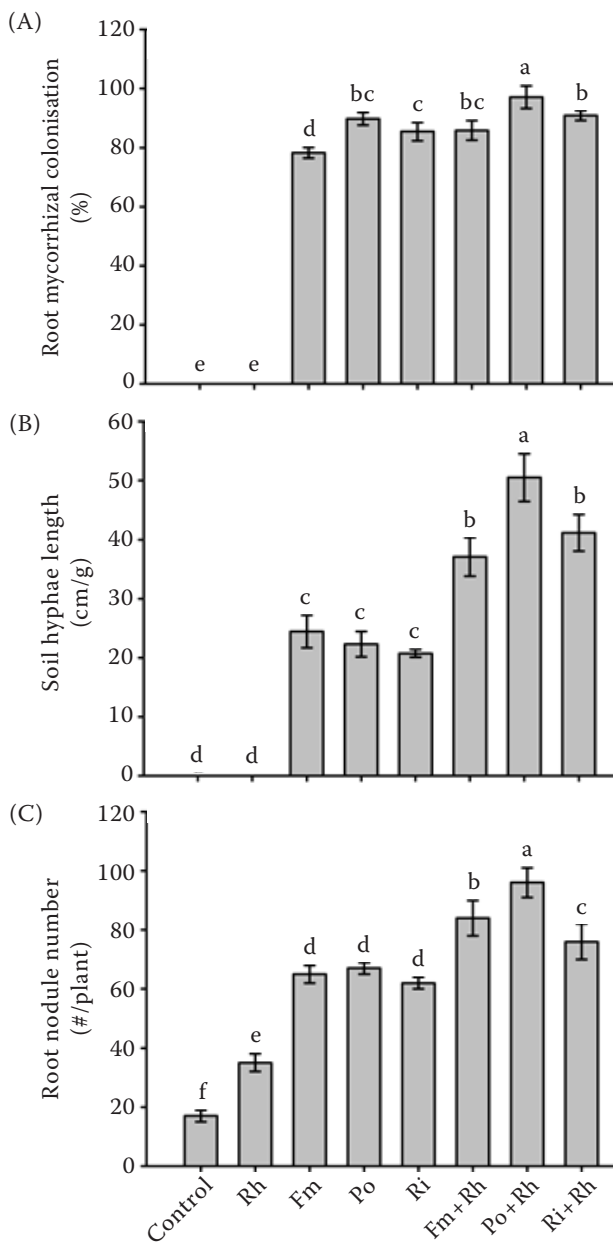 (A)
Root mycorrhizal colonisation
(%)
120
100
80
60
40
20
0
e
e
d
bc
c
bc
a
b
(B)
Soil hyphae length
(cm/g)
60
50
40
30
20
10
0
d
d
c
c
c
b
a
b
(C)
Root nodule number
(#/plant)
120
100
80
60
40
20
0
f
e
d
d
d
b
a
c
Control
Rh
Fm
Po
Ri
Fm+Rh
Po+Rh
Ri+Rh